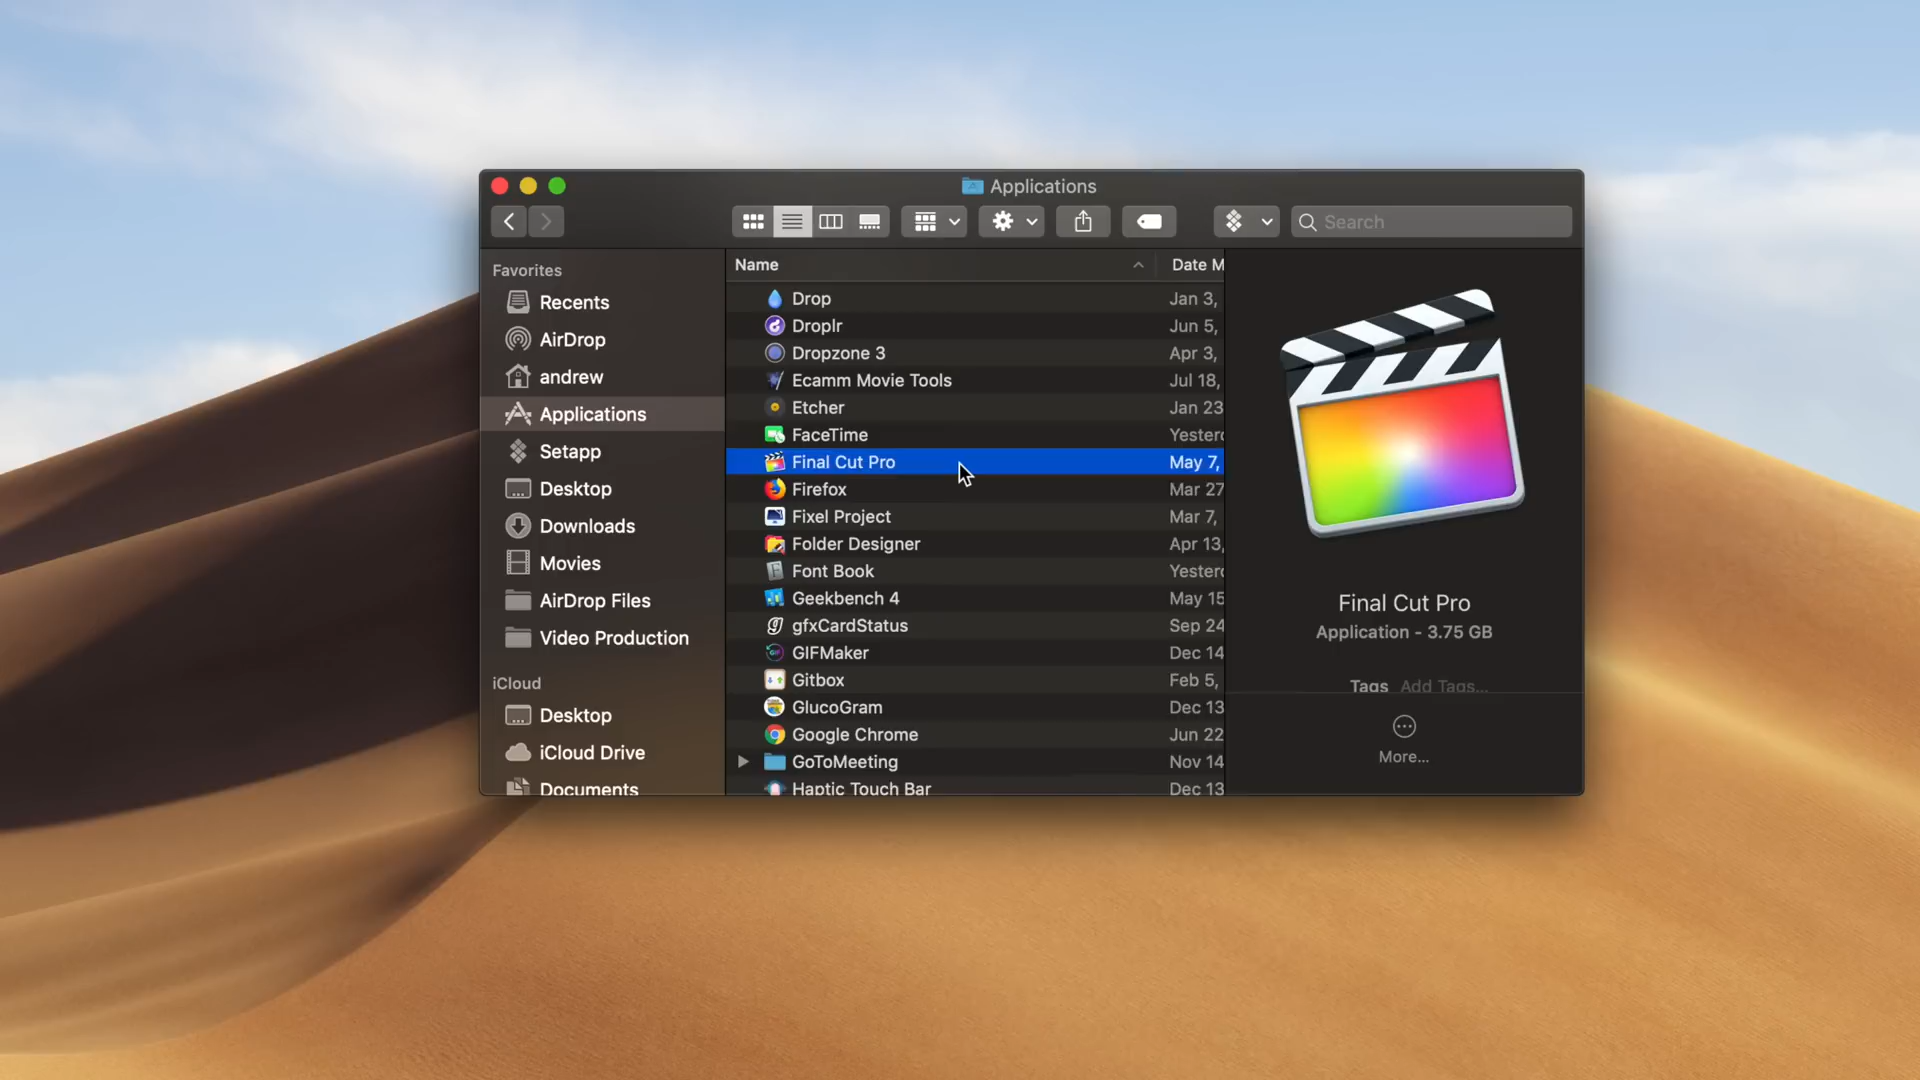 Applications
Search
Favorites
Recents
AirDrop
andrew
Applications
Setapp
Desktop
Downloads
Movies
AirDrop Files
Video Production
iCloud
Desktop
iCloud Drive
Documents
Name Date M
Drop Jan 3,
Droplr Jun 5,
Dropzone 3 Apr 3,
Ecamm Movie Tools Jul 18,
Etcher Jan 23
FaceTime Yester
Final Cut Pro May 7,
Firefox Mar 27
Fixel Project Mar 7,
Folder Designer Apr 13,
Font Book Yester
Geekbench 4 May 15
gfxCardStatus Sep 24
GIFMaker Dec 14
Gitbox Feb 5,
GlucoGram Dec 13
Google Chrome Jun 22
GoToMeeting Nov 14
Haptic Touch Bar Dec 13
Final Cut Pro
Application - 3.75 GB
Tags Add Tags...
More...